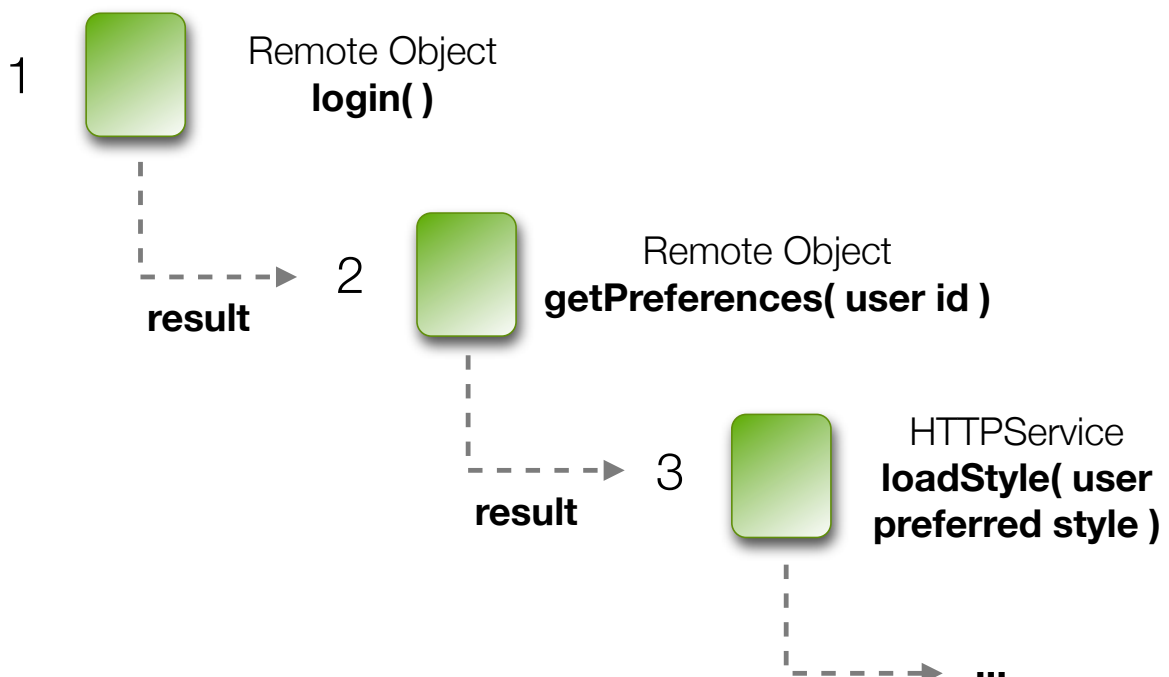 1
Remote Object
login( )
result
2
Remote Object
getPreferences( user id )
result
3
HTTPService
loadStyle( user
preferred style )
...